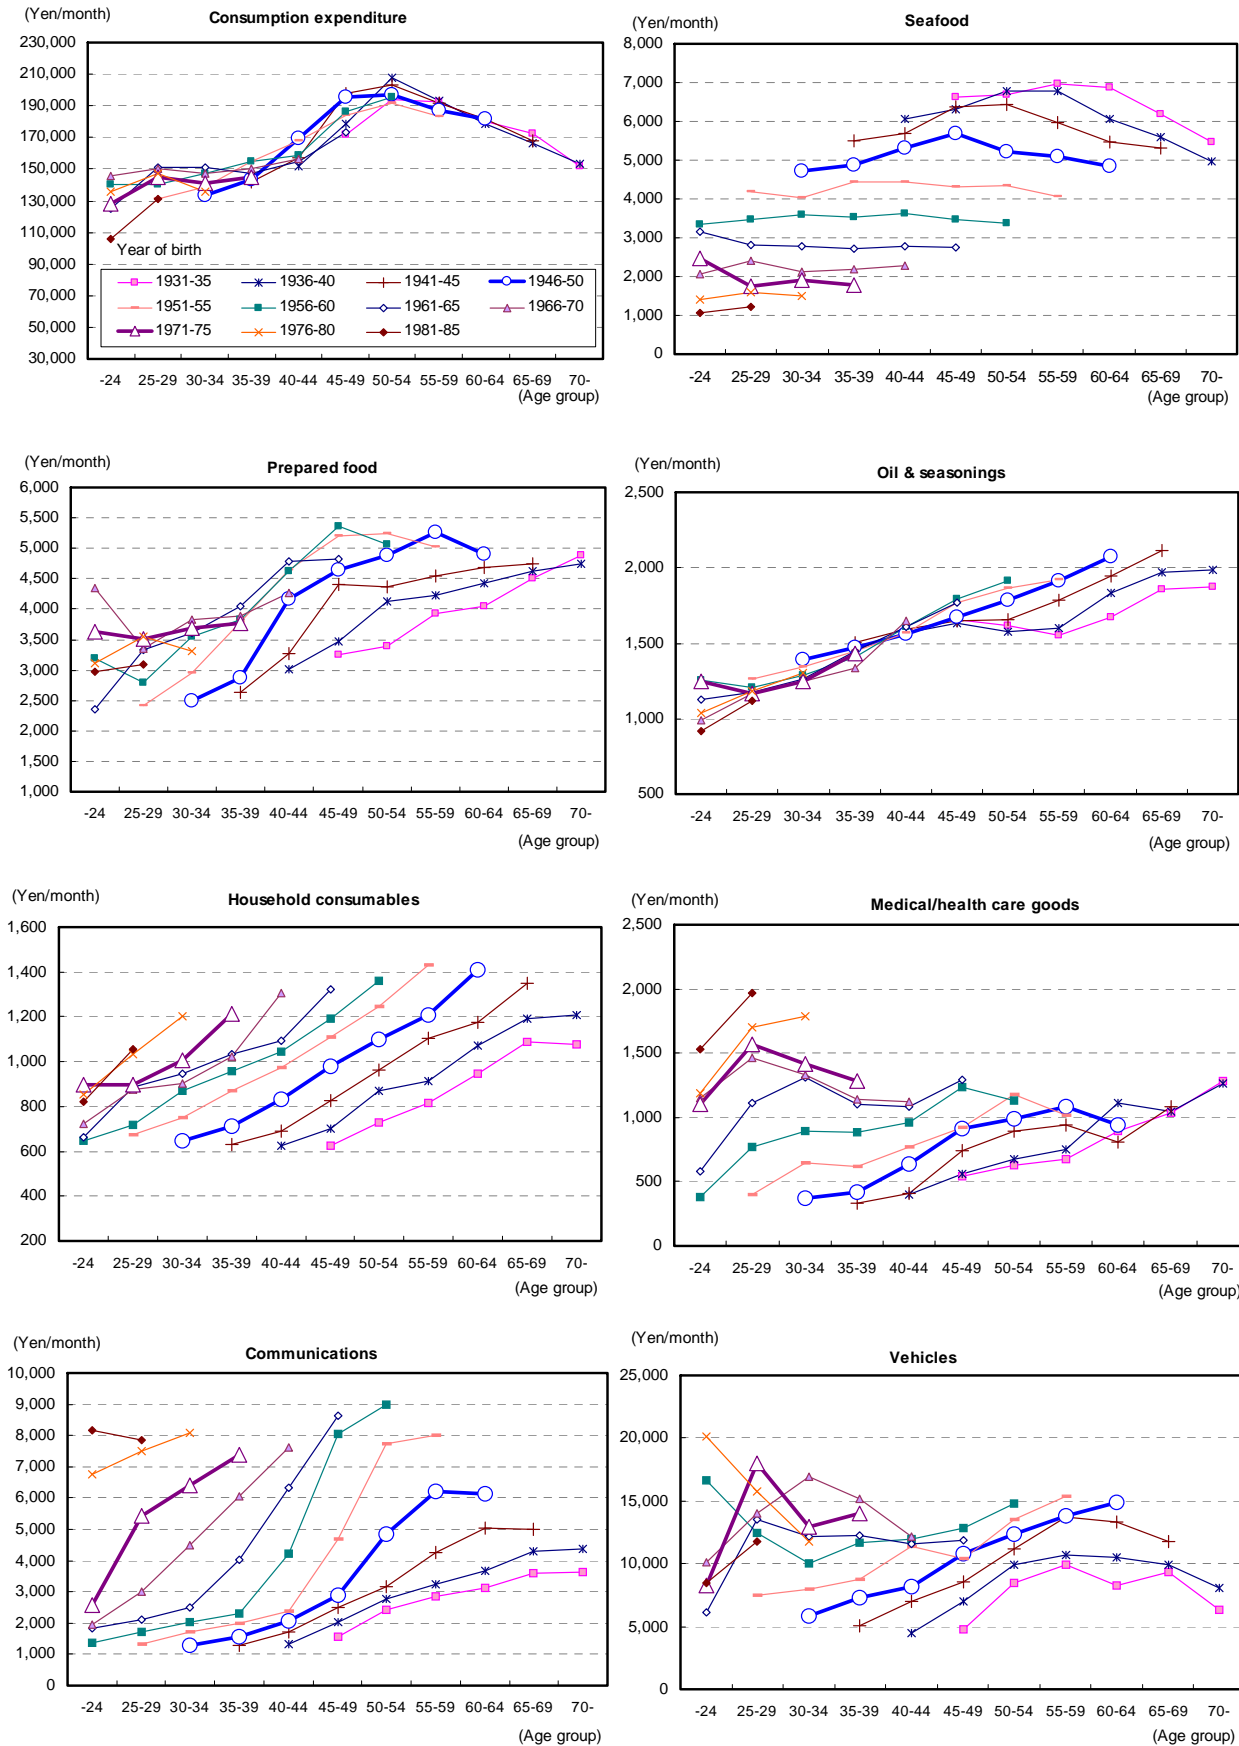 (Yen/month)
Consumption expenditure
230,000
210,000
190,000
170,000
150,000
130,000
110,000
90,000
70,000
50,000
30,000
Year of birth
1931-35 1936-40 1941-45 1946-50
1951-55 1956-60 1961-65 1966-70
1971-75 1976-80 1981-85
-24 25-29 30-34 35-39 40-44 45-49 50-54 55-59 60-64 65-69 70-
(Age group)
(Yen/month)
Seafood
8,000
7,000
6,000
5,000
4,000
3,000
2,000
1,000
0
-24 25-29 30-34 35-39 40-44 45-49 50-54 55-59 60-64 65-69 70-
(Age group)
(Yen/month)
Prepared food
6,000
5,500
5,000
4,500
4,000
3,500
3,000
2,500
2,000
1,500
1,000
-24 25-29 30-34 35-39 40-44 45-49 50-54 55-59 60-64 65-69 70-
(Age group)
(Yen/month)
Oil & seasonings
2,500
2,000
1,500
1,000
500
-24 25-29 30-34 35-39 40-44 45-49 50-54 55-59 60-64 65-69 70-
(Age group)
(Yen/month)
Household consumables
1,600
1,400
1,200
1,000
800
600
400
200
-24 25-29 30-34 35-39 40-44 45-49 50-54 55-59 60-64 65-69 70-
(Age group)
(Yen/month)
Medical/health care goods
2,500
2,000
1,500
1,000
500
0
-24 25-29 30-34 35-39 40-44 45-49 50-54 55-59 60-64 65-69 70-
(Age group)
(Yen/month)
Communications
10,000
9,000
8,000
7,000
6,000
5,000
4,000
3,000
2,000
1,000
0
-24 25-29 30-34 35-39 40-44 45-49 50-54 55-59 60-64 65-69 70-
(Age group)
(Yen/month)
Vehicles
25,000
20,000
15,000
10,000
5,000
0
-24 25-29 30-34 35-39 40-44 45-49 50-54 55-59 60-64 65-69 70-
(Age group)